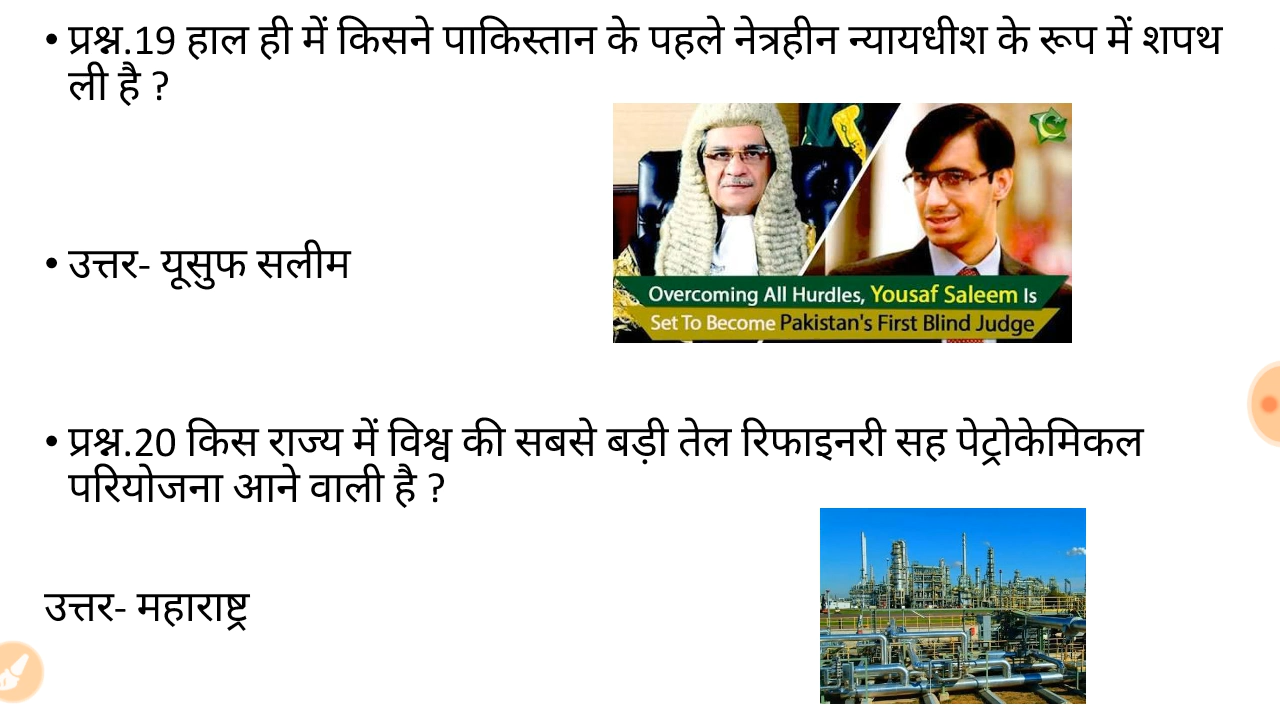 • प्रश्न.19 हाल ही में किसने पाकिस्तान के पहले नेत्रहीन न्यायधीश के रूप में शपथ
ली है ?
Overcoming All Hurdles, Yousaf Saleem Is
Set To Become Pakistan's First Blind Judge
• उत्तर- यूसुफ सलीम
• प्रश्न.20 किस राज्य में विश्व की सबसे बड़ी तेल रिफाइनरी सह पेट्रोकेमिकल
परियोजना आने वाली है ?
उत्तर- महाराष्ट्र